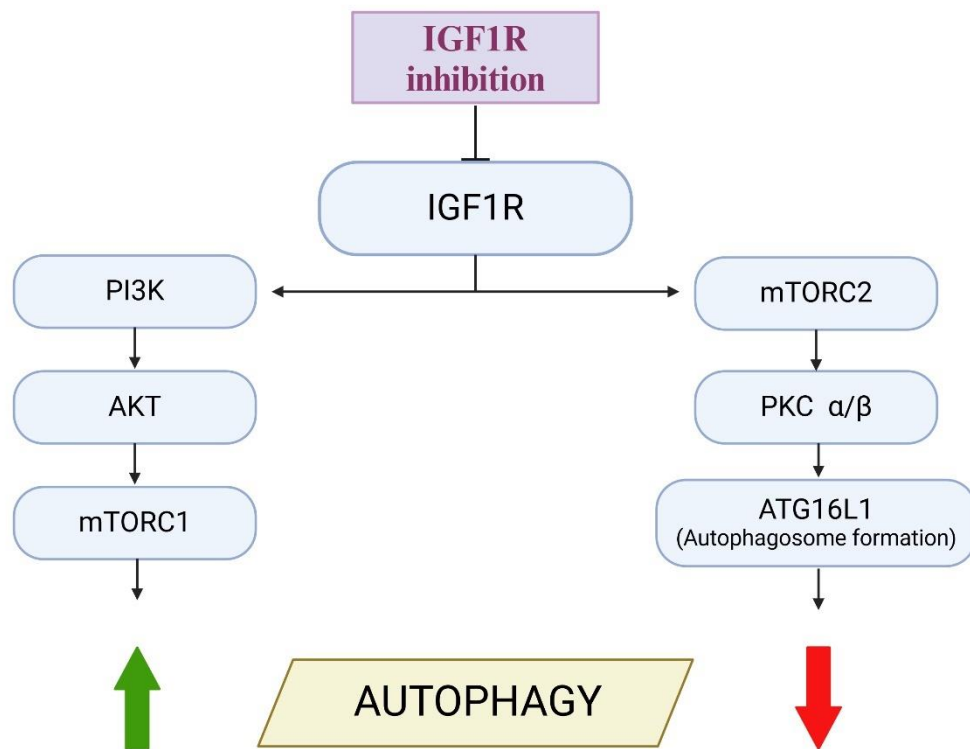 IGF1R
inhibition
IGF1R
PI3K
mTORC2
AKT
PKC α/β
mTORC1
ATG16L1
(Autophagosome formation)
AUTOPHAGY